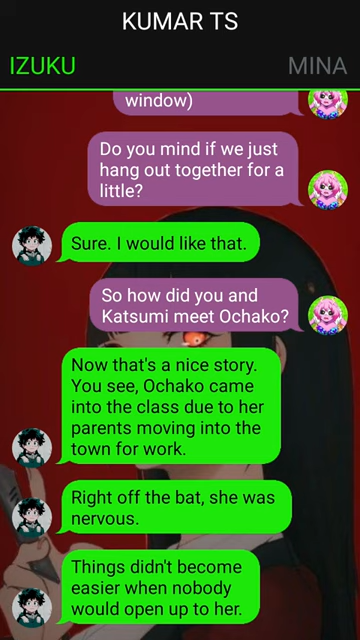 KUMAR TS
IZUKU
MINA
window)
Do you mind if we just
hang out together for a
little?
Sure. I would like that.
So how did you and
Katsumi meet Ochako?
Now that's a nice story.
You see, Ochako came
into the class due to her
parents moving into the
town for work.
Right off the bat, she was
nervous.
Things didn't become
easier when nobody
would open up to her.